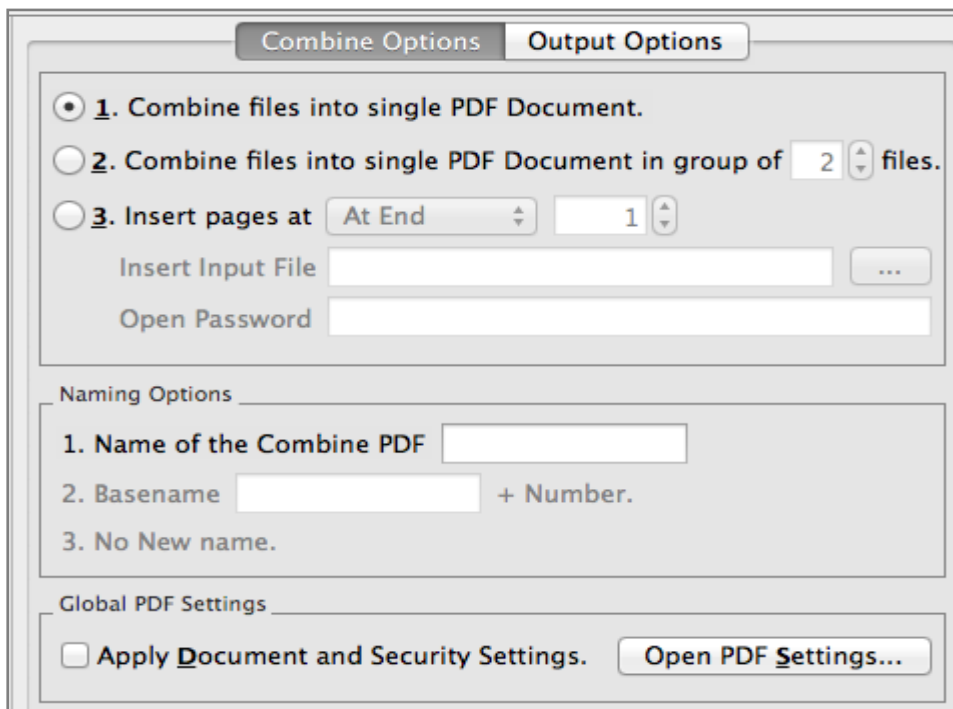 Combine Options Output Options
1. Combine files into single PDF Document.
2. Combine files into single PDF Document in group of 2 files.
3. Insert pages at At End 1
Insert Input File ...
Open Password
Naming Options
1. Name of the Combine PDF
2. Basename + Number.
3. No New name.
Global PDF Settings
Apply Document and Security Settings. Open PDF Settings...